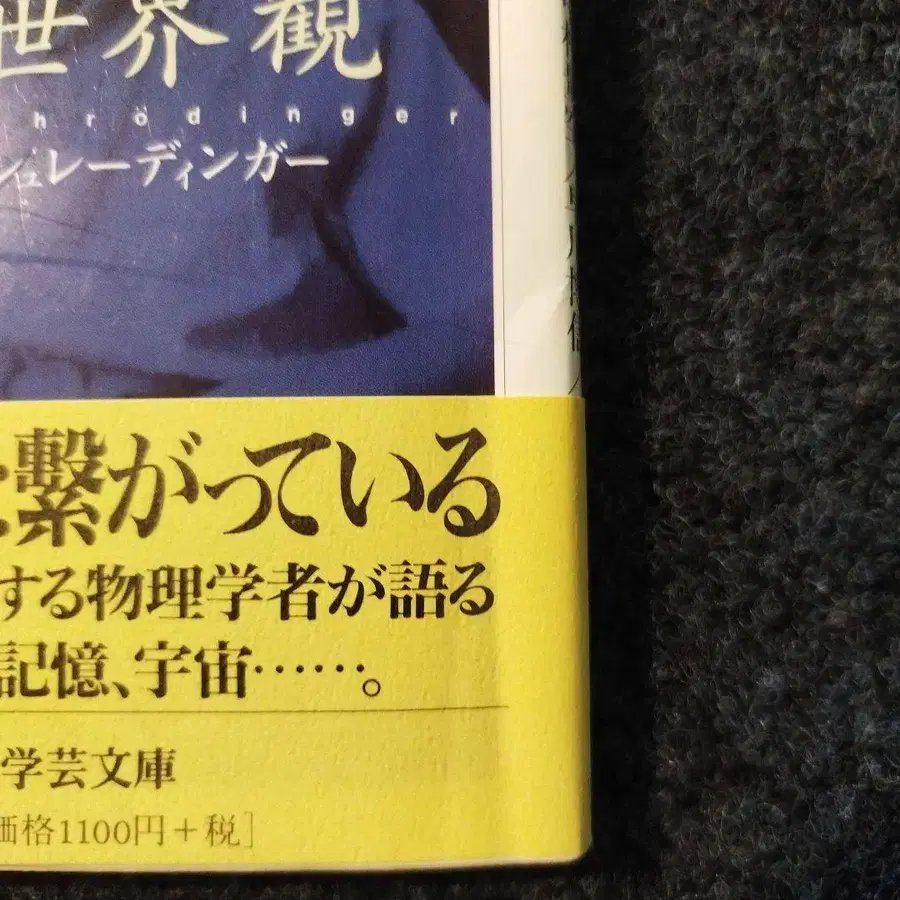 世界観
hrödinger
シュレーディンガー
繋がっている
する物理学者が語る
記憶、宇宙……。
学芸文庫
価格1100円+税]